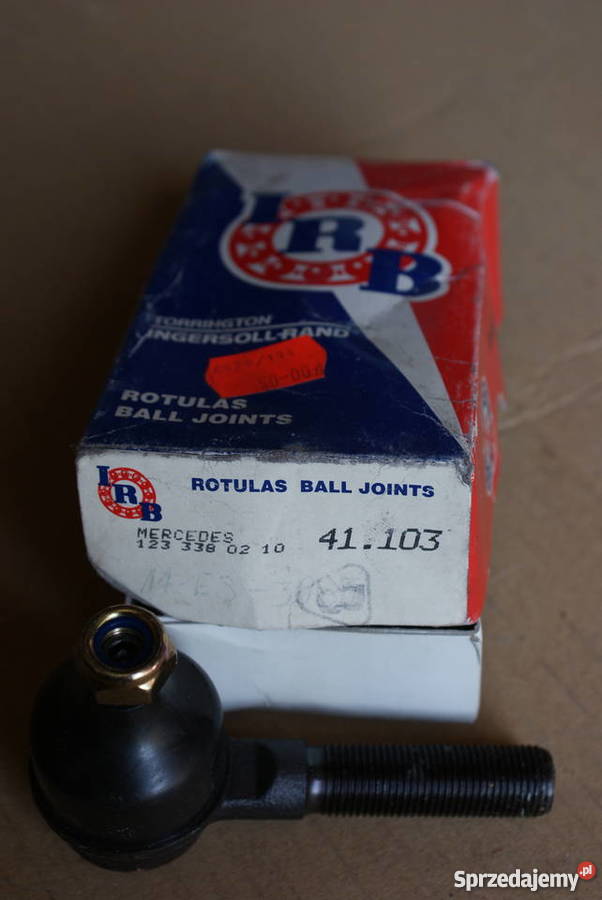 IRB
TORRINGTON
INGERSOLL-RAND
ROTULAS
BALL JOINTS
IRB
ROTULAS BALL JOINTS
MERCEDES
123 338 02 10
41.103
Sprzedajemy.pl